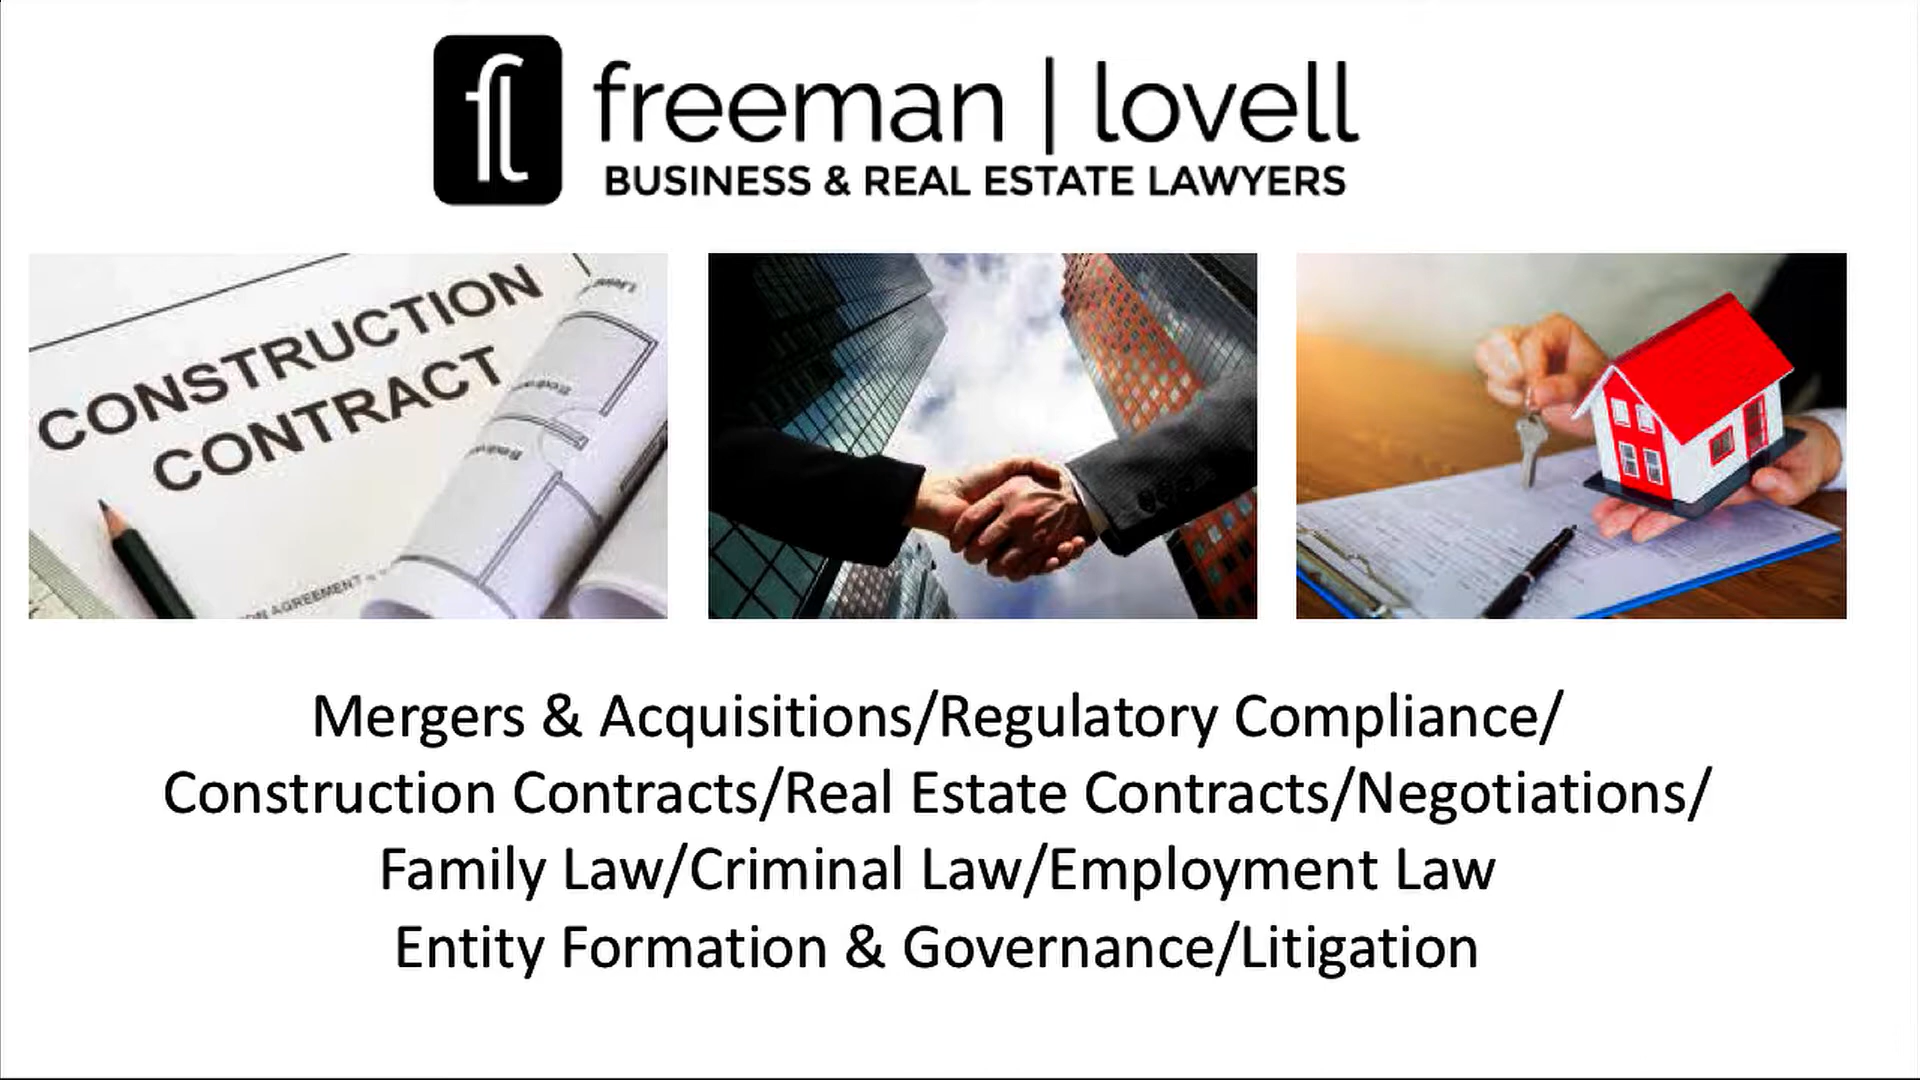 fl
freeman | lovell
BUSINESS & REAL ESTATE LAWYERS
CONSTRUCTION
CONTRACT
AGREEMENT
Mergers & Acquisitions/Regulatory Compliance/
Construction Contracts/Real Estate Contracts/Negotiations/
Family Law/Criminal Law/Employment Law
Entity Formation & Governance/Litigation